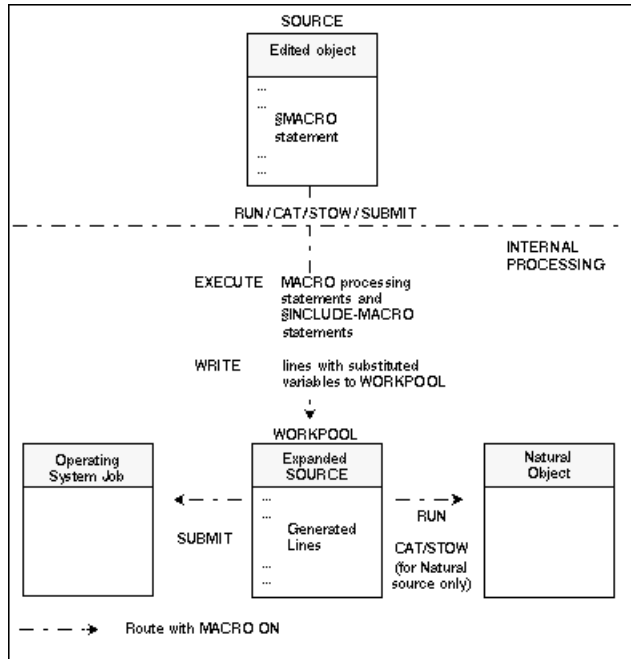 SOURCE
Edited object
...
...
§MACRO
statement
...
...
RUN/CAT/STOW/SUBMIT
INTERNAL
PROCESSING
EXECUTE MACRO processing
statements and
§INCLUDE-MACRO
statements
WRITE lines with substituted
variables to WORKPOOL
WORKPOOL
Operating
System Job
Expanded
SOURCE
Natural
Object
...
...
Generated
Lines
...
...
SUBMIT
RUN
CAT/STOW
(for Natural
source only)
Route with MACRO ON